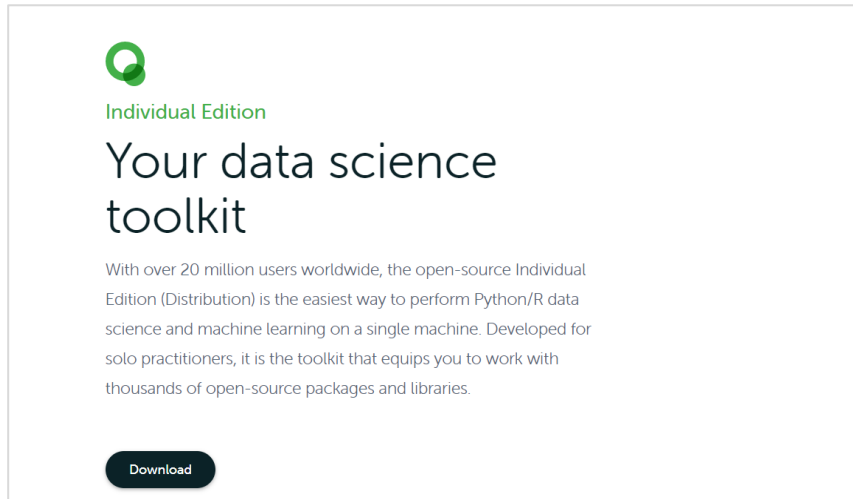 Individual Edition
Your data science
toolkit
With over 20 million users worldwide, the open-source Individual
Edition (Distribution) is the easiest way to perform Python/R data
science and machine learning on a single machine. Developed for
solo practitioners, it is the toolkit that equips you to work with
thousands of open-source packages and libraries.
Download